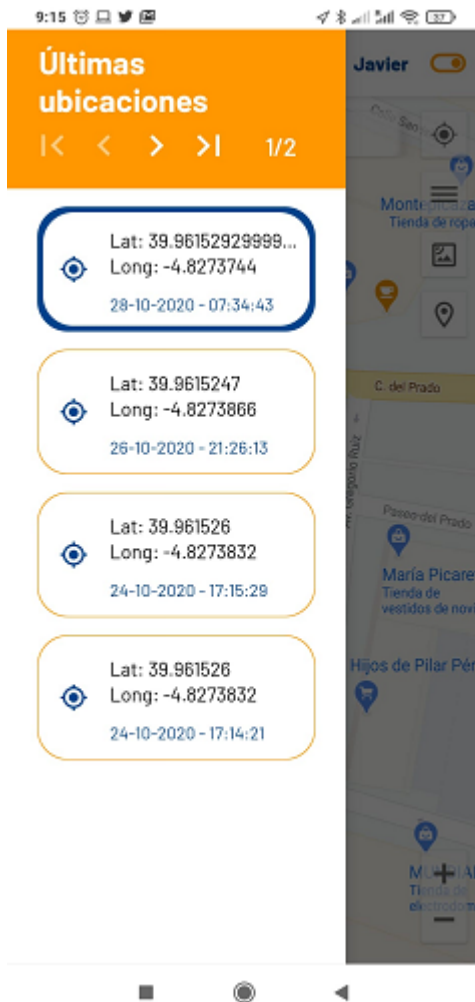 9:15
37
Últimas
ubicaciones
1/2
Javier
Lat: 39.96152929999...
Long: -4.8273744
28-10-2020 - 07:34:43
Lat: 39.9615247
Long: -4.8273866
26-10-2020 - 21:26:13
Lat: 39.961526
Long: -4.8273832
24-10-2020 - 17:15:29
Lat: 39.961526
Long: -4.8273832
24-10-2020 - 17:14:21
Tienda de ropa
C. del Prado
Paseo del Prado
María Picare
Tienda de
vestidos de novi
Hijos de Pilar Pér
Tienda de